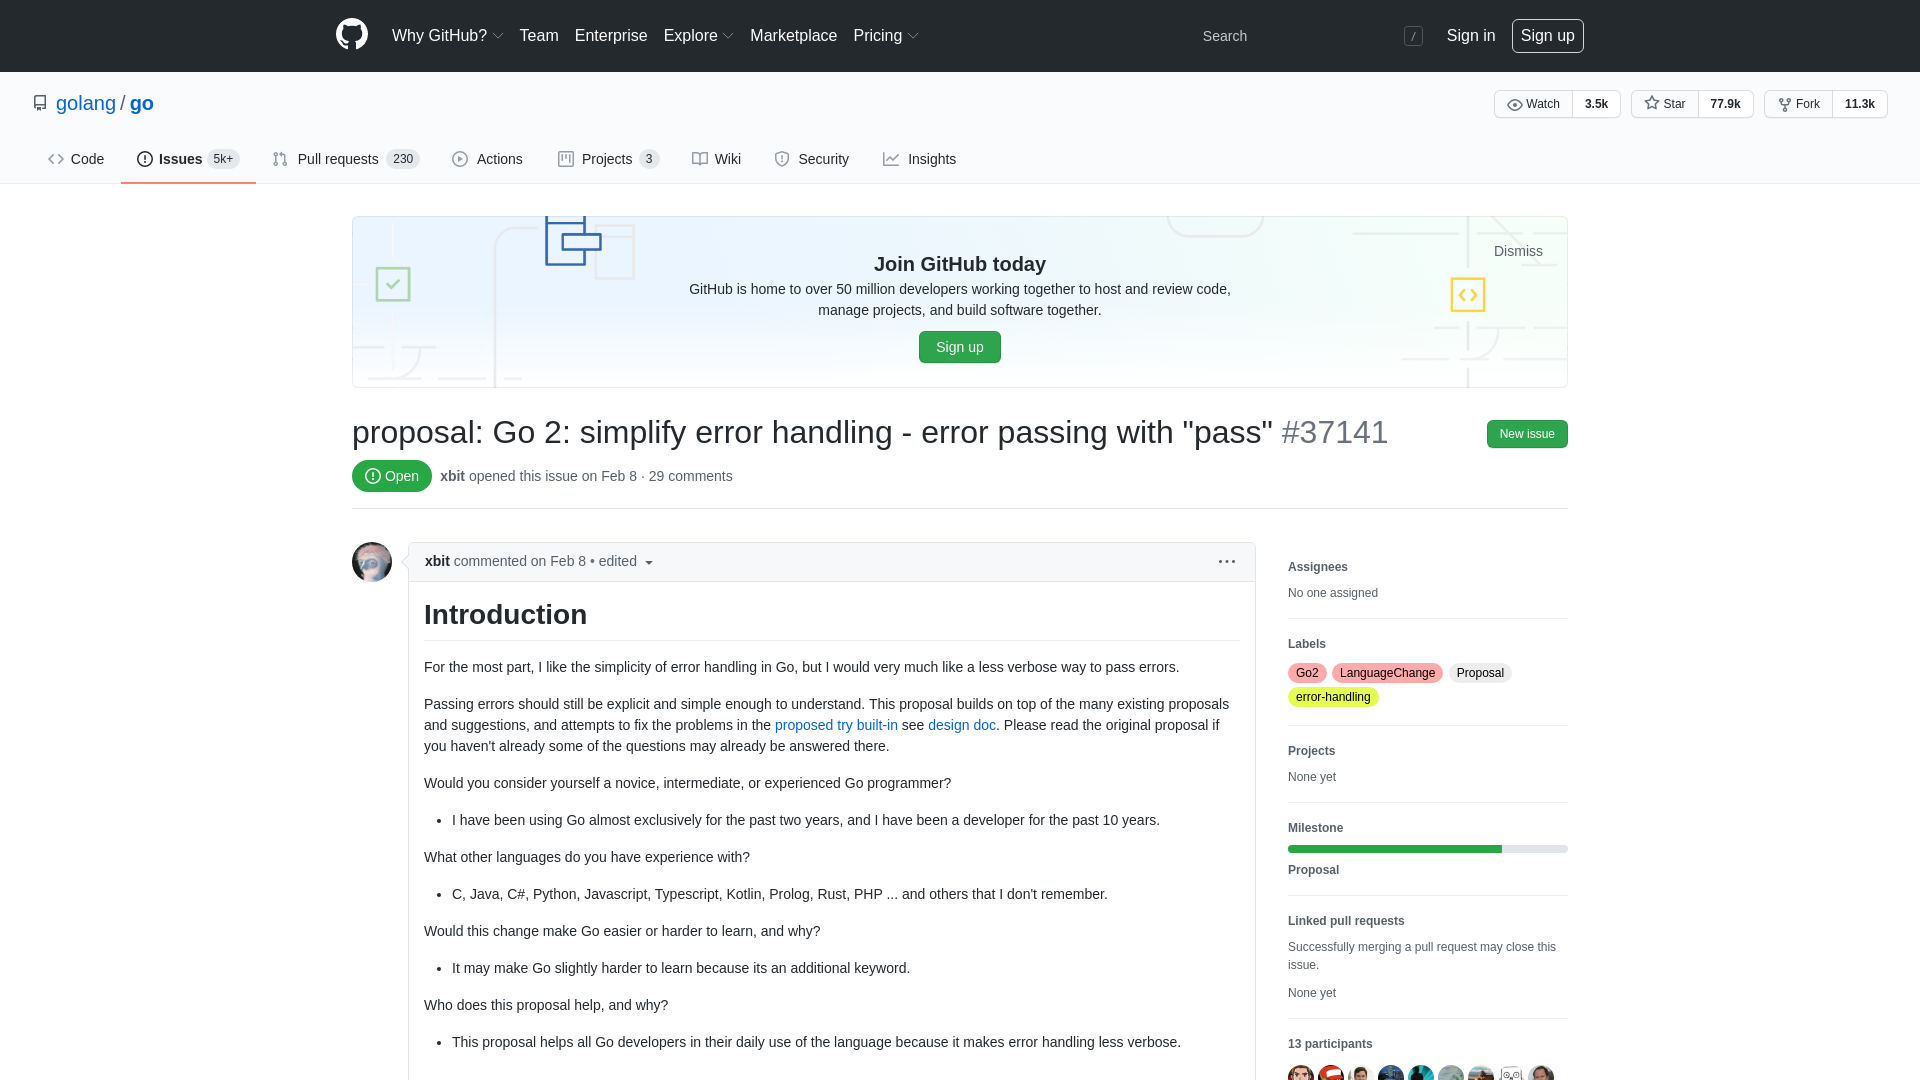 Why GitHub? Team Enterprise Explore Marketplace Pricing Search / Sign in Sign up
golang / go
Watch 3.5k Star 77.9k Fork 11.3k
Code Issues 5k+ Pull requests 230 Actions Projects 3 Wiki Security Insights
Dismiss
Join GitHub today
GitHub is home to over 50 million developers working together to host and review code,
manage projects, and build software together.
Sign up
proposal: Go 2: simplify error handling - error passing with "pass" #37141
New issue
Open xbit opened this issue on Feb 8 · 29 comments
xbit commented on Feb 8 • edited
Introduction
For the most part, I like the simplicity of error handling in Go, but I would very much like a less verbose way to pass errors.
Passing errors should still be explicit and simple enough to understand. This proposal builds on top of the many existing proposals
and suggestions, and attempts to fix the problems in the proposed try built-in see design doc. Please read the original proposal if
you haven't already some of the questions may already be answered there.
Would you consider yourself a novice, intermediate, or experienced Go programmer?
• I have been using Go almost exclusively for the past two years, and I have been a developer for the past 10 years.
What other languages do you have experience with?
• C, Java, C#, Python, Javascript, Typescript, Kotlin, Prolog, Rust, PHP ... and others that I don't remember.
Would this change make Go easier or harder to learn, and why?
• It may make Go slightly harder to learn because its an additional keyword.
Who does this proposal help, and why?
• This proposal helps all Go developers in their daily use of the language because it makes error handling less verbose.
Assignees
No one assigned
Labels
Go2 LanguageChange Proposal
error-handling
Projects
None yet
Milestone
Proposal
Linked pull requests
Successfully merging a pull request may close this
issue.
None yet
13 participants